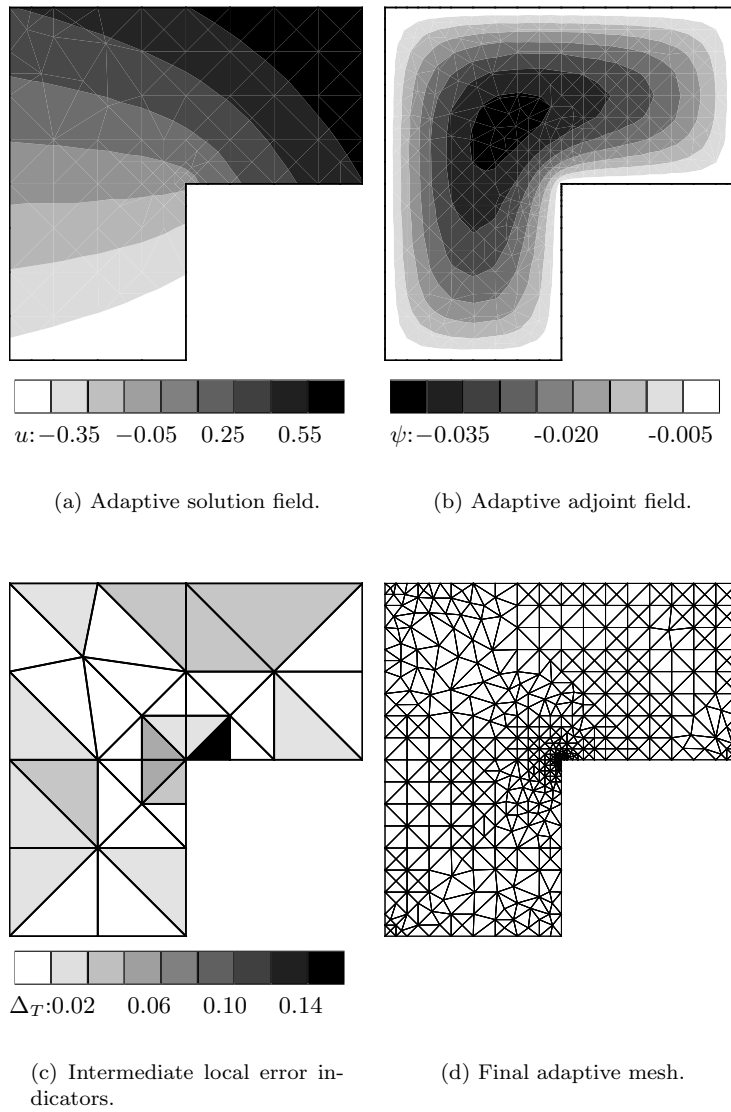 u:−0.35 −0.05 0.25 0.55
ψ:−0.035 -0.020 -0.005
(a) Adaptive solution field.
(b) Adaptive adjoint field.
Δ_T:0.02 0.06 0.10 0.14
(c) Intermediate local error in-
dicators.
(d) Final adaptive mesh.